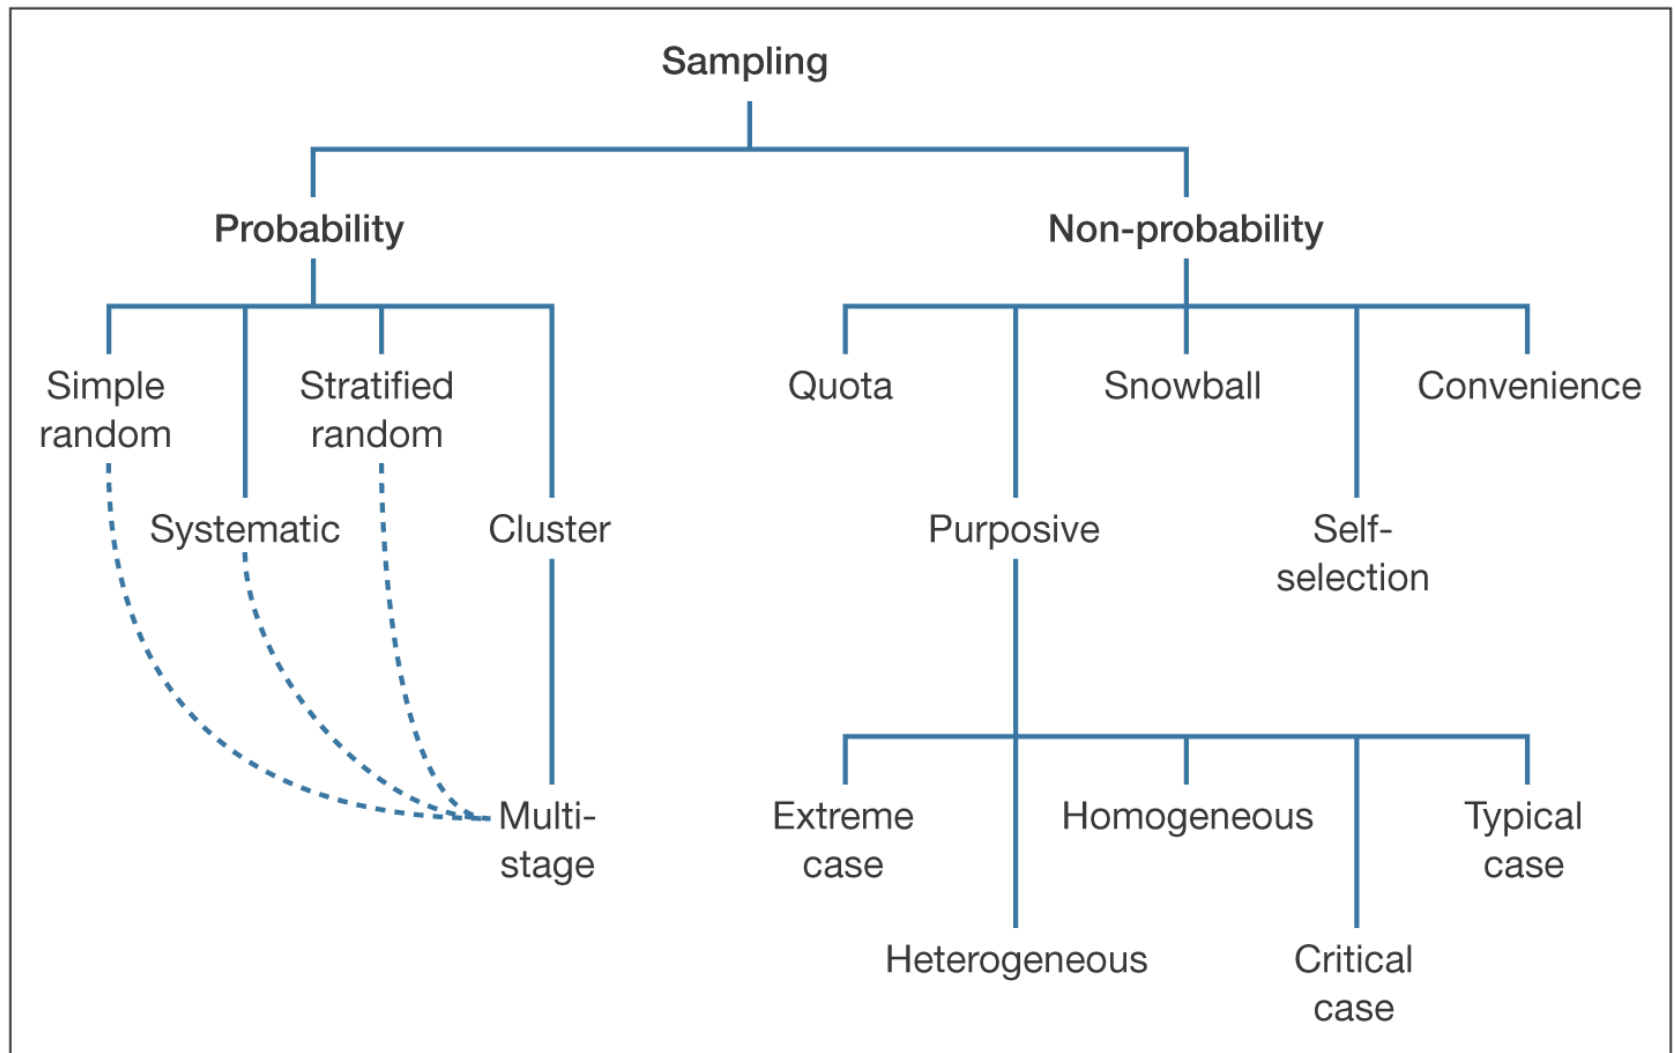 Sampling
Probability
Non-probability
Simple
random
Stratified
random
Quota
Snowball
Convenience
Systematic
Cluster
Purposive
Self-
selection
Multi-
stage
Extreme
case
Homogeneous
Typical
case
Heterogeneous
Critical
case